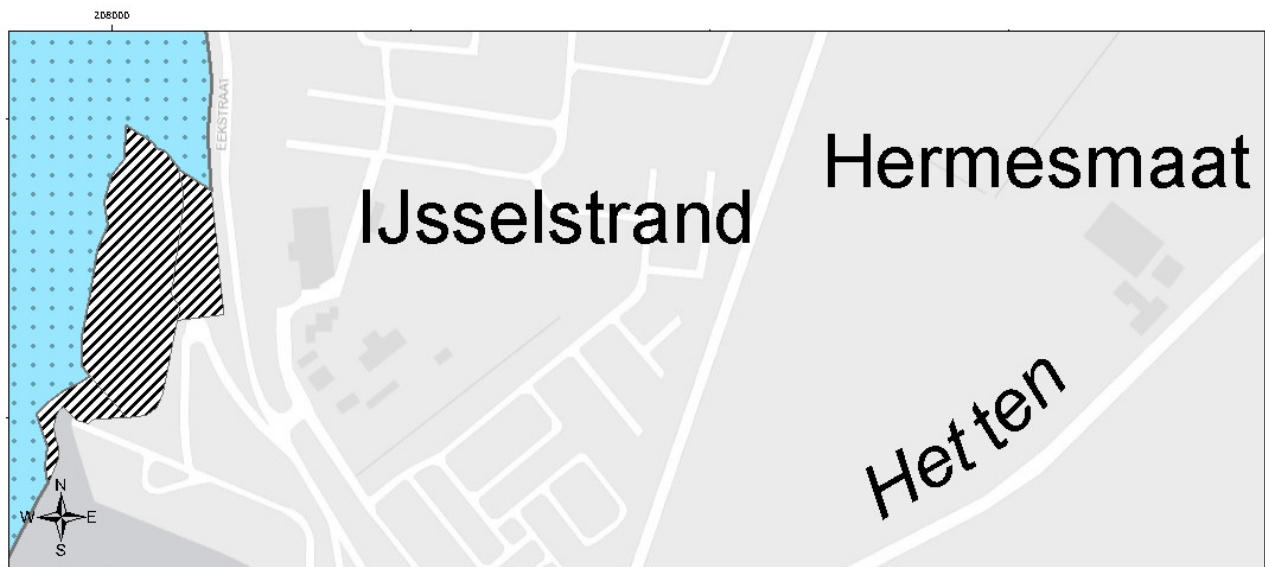 208000
EEKSTRAAT
Hermesmaat
IJsselstrand
Het ten
N
W E
S